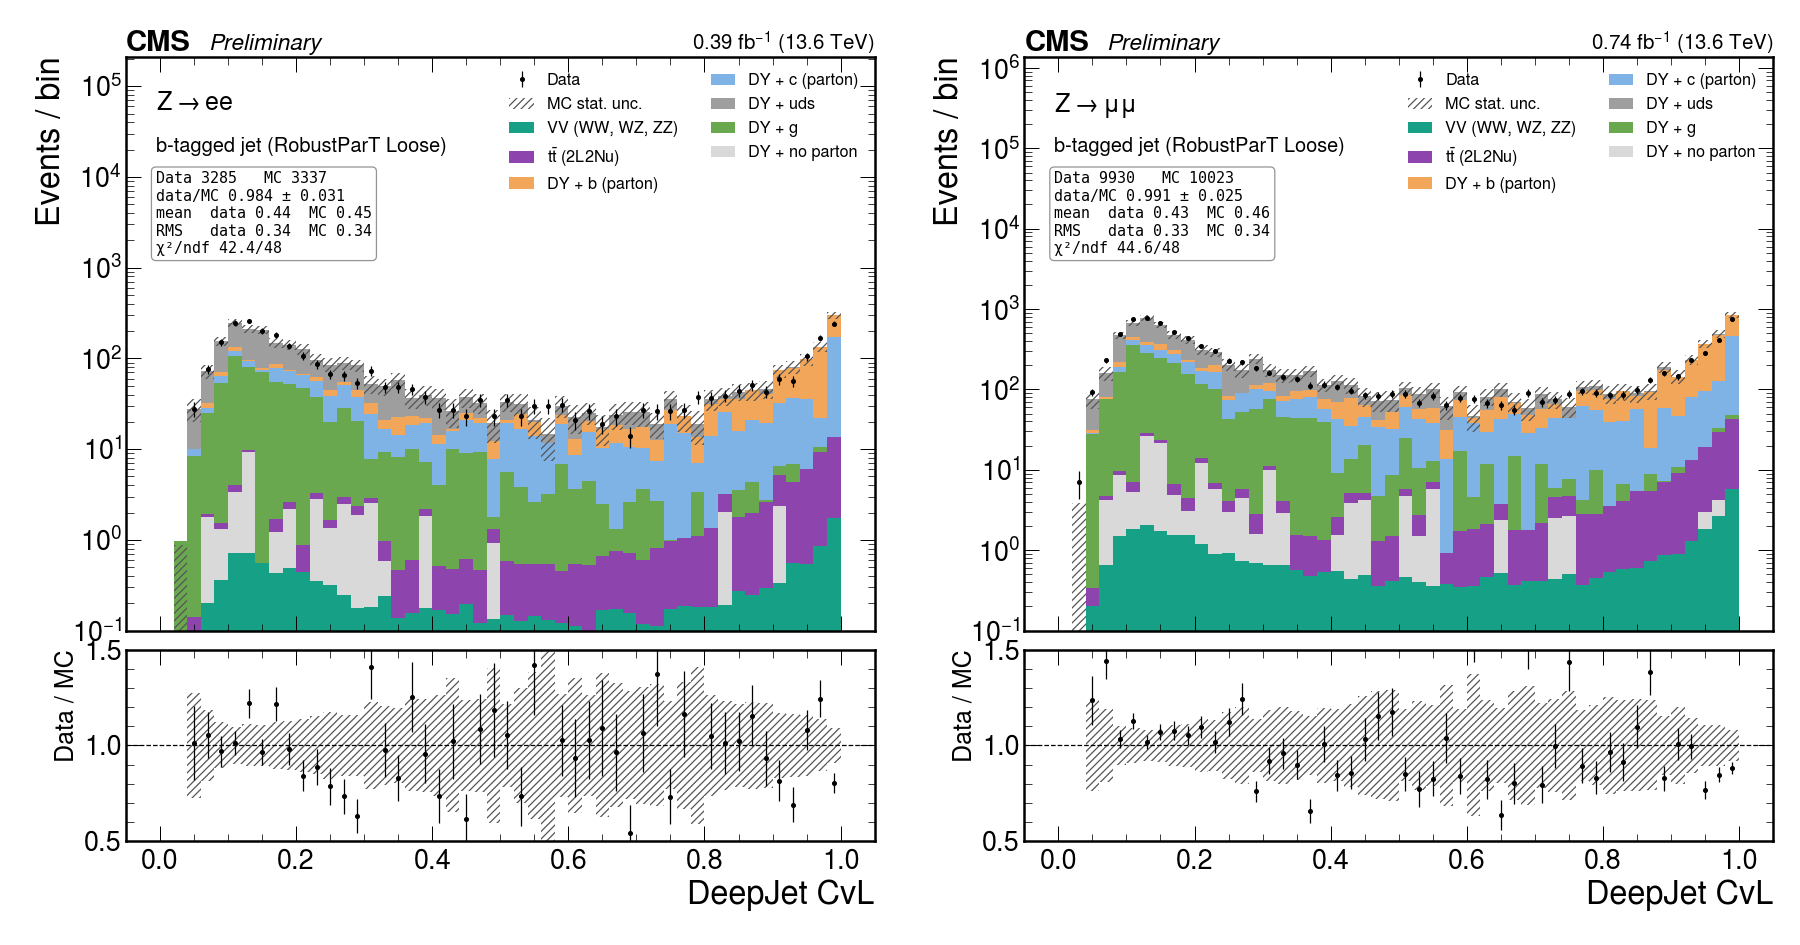 CMS Preliminary 0.39 fb⁻¹ (13.6 TeV)
Events / bin
10⁵
10⁴
10³
10²
10¹
10⁰
10⁻¹
Z → ee
b-tagged jet (RobustParT Loose)
Data 3285 MC 3337
data/MC 0.984 ± 0.031
mean data 0.44 MC 0.45
RMS data 0.34 MC 0.34
χ²/ndf 42.4/48
Data
MC stat. unc.
VV (WW, WZ, ZZ)
tt̄ (2L2Nu)
DY + b (parton)
DY + c (parton)
DY + uds
DY + g
DY + no parton
Data / MC
1.5
1.0
0.5
0.0 0.2 0.4 0.6 0.8 1.0
DeepJet CvL
CMS Preliminary 0.74 fb⁻¹ (13.6 TeV)
Events / bin
10⁶
10⁵
10⁴
10³
10²
10¹
10⁰
10⁻¹
Z → μμ
b-tagged jet (RobustParT Loose)
Data 9930 MC 10023
data/MC 0.991 ± 0.025
mean data 0.43 MC 0.46
RMS data 0.33 MC 0.34
χ²/ndf 44.6/48
Data
MC stat. unc.
VV (WW, WZ, ZZ)
tt̄ (2L2Nu)
DY + b (parton)
DY + c (parton)
DY + uds
DY + g
DY + no parton
Data / MC
1.5
1.0
0.5
0.0 0.2 0.4 0.6 0.8 1.0
DeepJet CvL